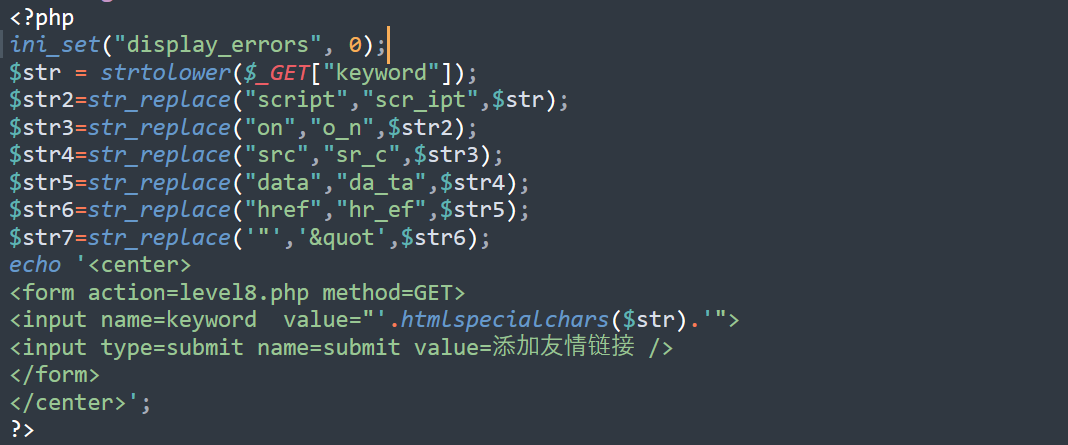 <?php
ini_set("display_errors", 0);
$str = strtolower($_GET["keyword"]);
$str2=str_replace("script","scr_ipt",$str);
$str3=str_replace("on","o_n",$str2);
$str4=str_replace("src","sr_c",$str3);
$str5=str_replace("data","da_ta",$str4);
$str6=str_replace("href","hr_ef",$str5);
$str7=str_replace('"','&quot',$str6);
echo '<center>
<form action=level8.php method=GET>
<input name=keyword  value="'.htmlspecialchars($str).'">
<input type=submit name=submit value=添加友情链接 />
</form>
</center>';
?>